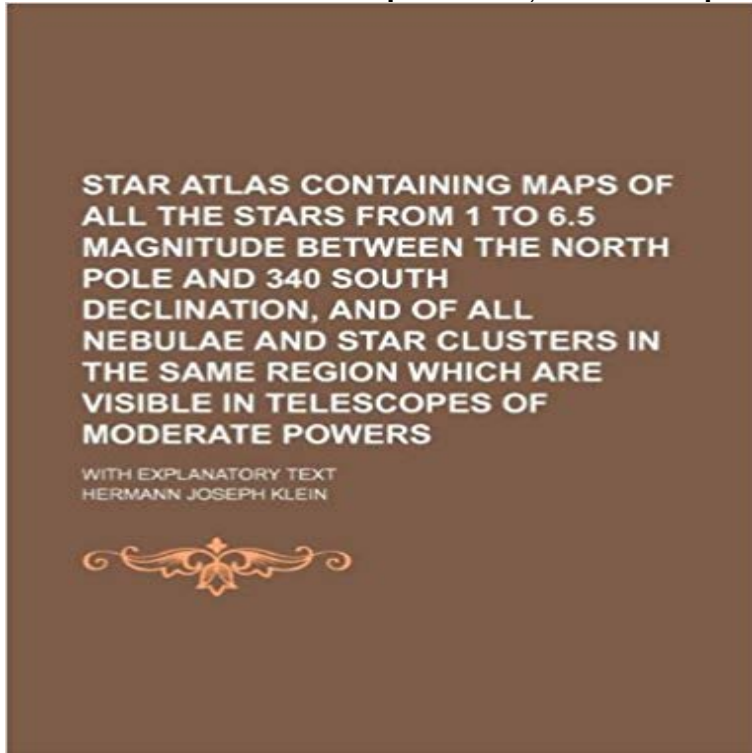 STAR ATLAS CONTAINING MAPS OF
ALL THE STARS FROM 1 TO 6.5
MAGNITUDE BETWEEN THE NORTH
POLE AND 340 SOUTH
DECLINATION, AND OF ALL
NEBULAE AND STAR CLUSTERS IN
THE SAME REGION WHICH ARE
VISIBLE IN TELESCOPES OF
MODERATE POWERS
WITH EXPLANATORY TEXT
HERMANN JOSEPH KLEIN